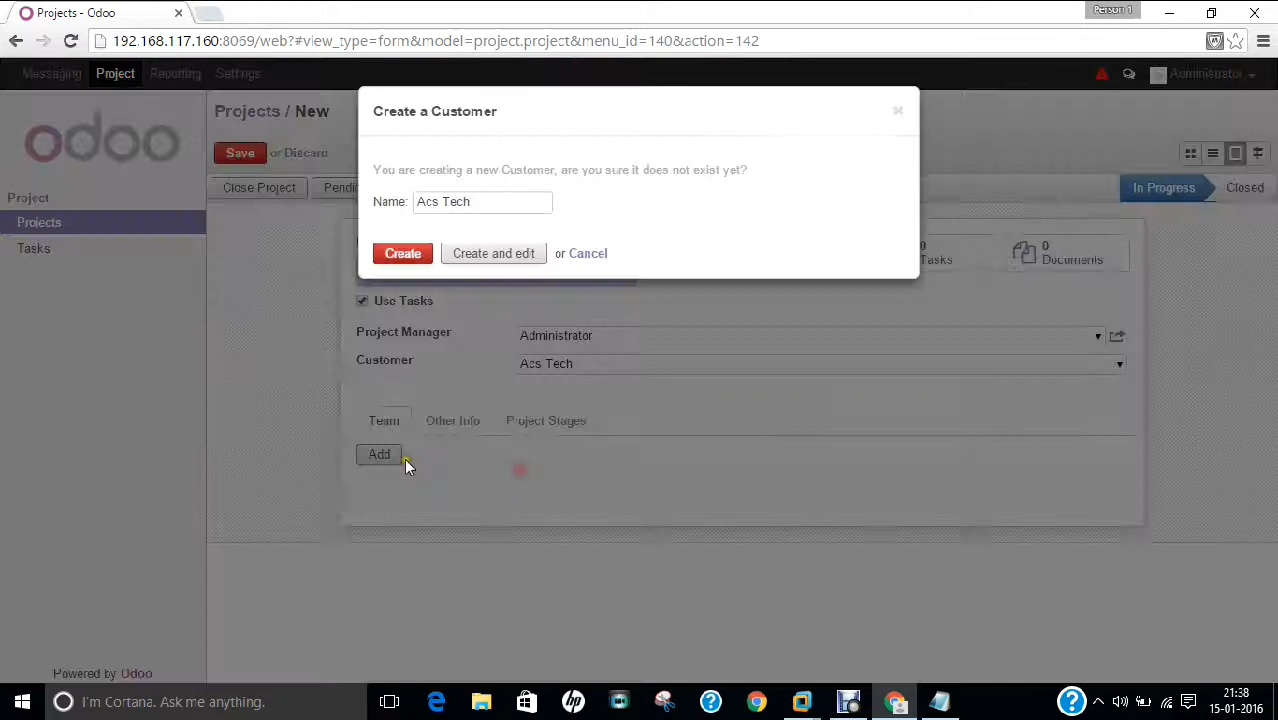 Projects - Odoo
Person 1
192.168.117.160:8069/web?#view_type=form&model=project.project&menu_id=140&action=142
Messaging Project Reporting Settings
Administrator
odoo
Projects / New
Save or Discard
Close Project Pendi
In Progress Closed
Create a Customer
You are creating a new Customer, are you sure it does not exist yet?
Name: Acs Tech
Create Create and edit or Cancel
Project
Projects
Tasks
0 Tasks
0 Documents
Use Tasks
Project Manager Administrator
Customer Acs Tech
Team Other Info Project Stages
Add
Powered by Odoo
I'm Cortana. Ask me anything.
21:38
15-01-2016